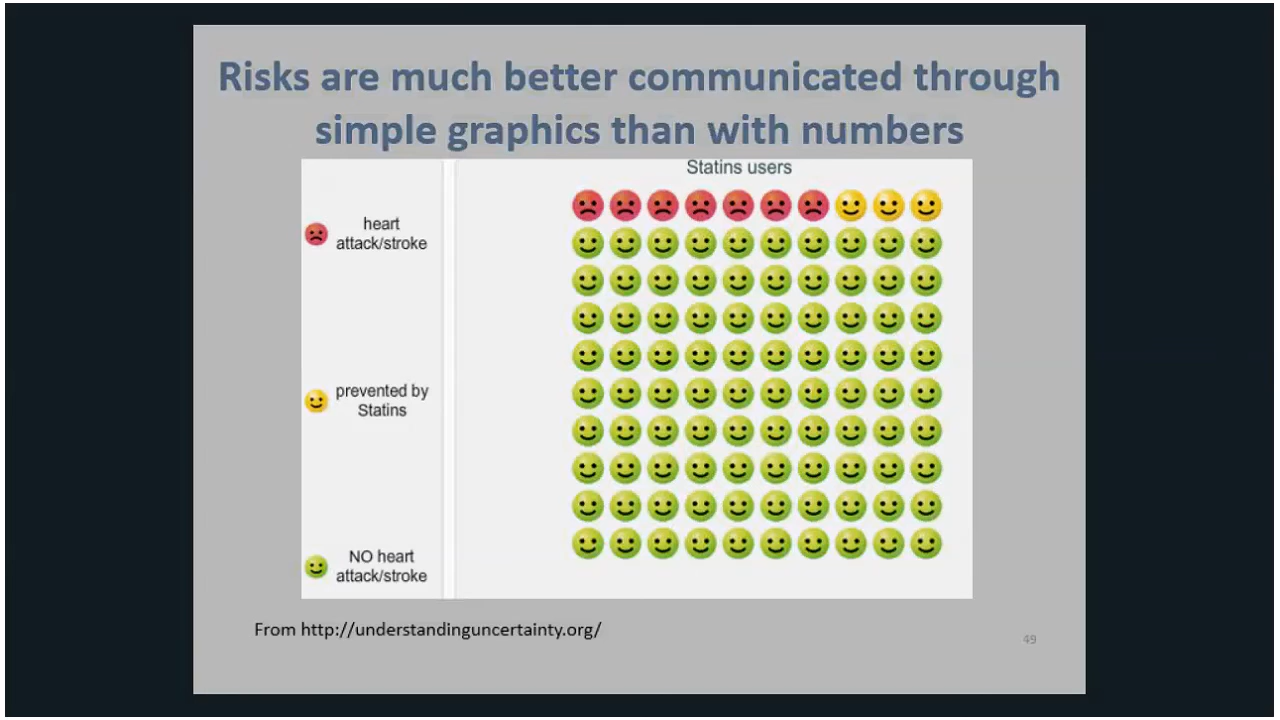 Risks are much better communicated through
simple graphics than with numbers
Statins users
heart
attack/stroke
prevented by
Statins
NO heart
attack/stroke
From http://understandinguncertainty.org/
49